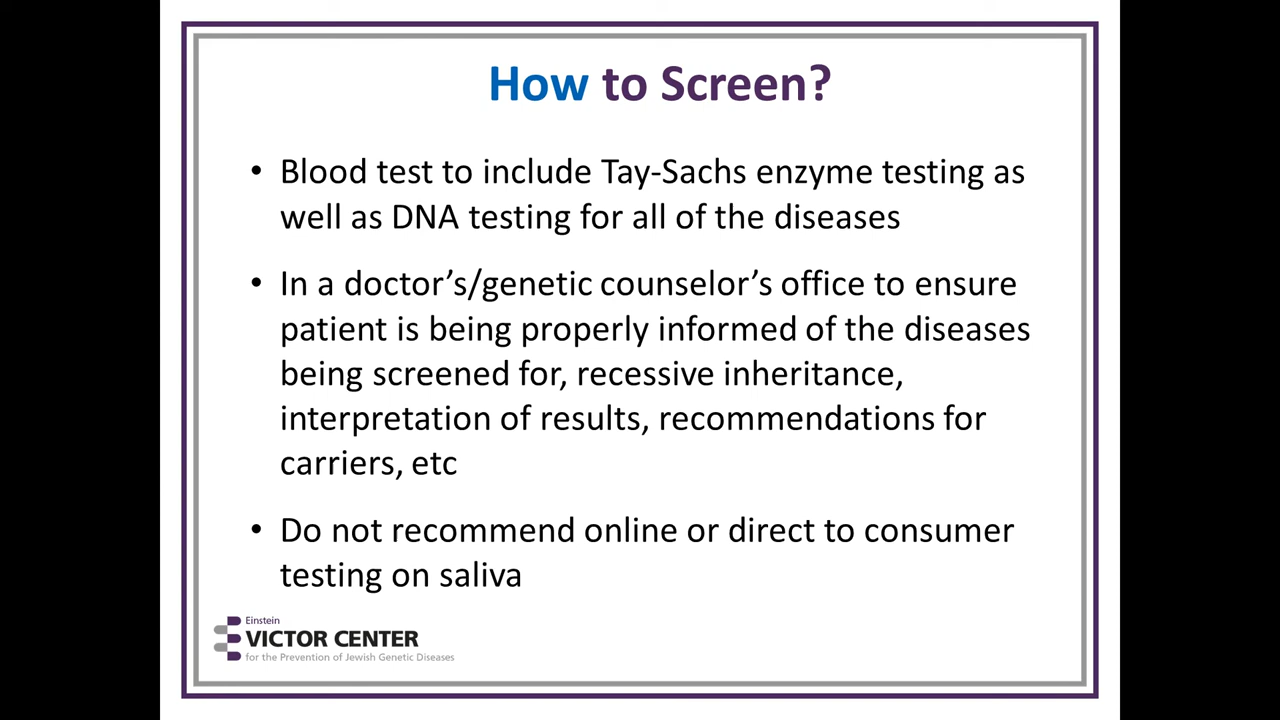 How to Screen?
• Blood test to include Tay-Sachs enzyme testing as
well as DNA testing for all of the diseases
• In a doctor’s/genetic counselor’s office to ensure
patient is being properly informed of the diseases
being screened for, recessive inheritance,
interpretation of results, recommendations for
carriers, etc
• Do not recommend online or direct to consumer
testing on saliva
Einstein
VICTOR CENTER
for the Prevention of Jewish Genetic Diseases